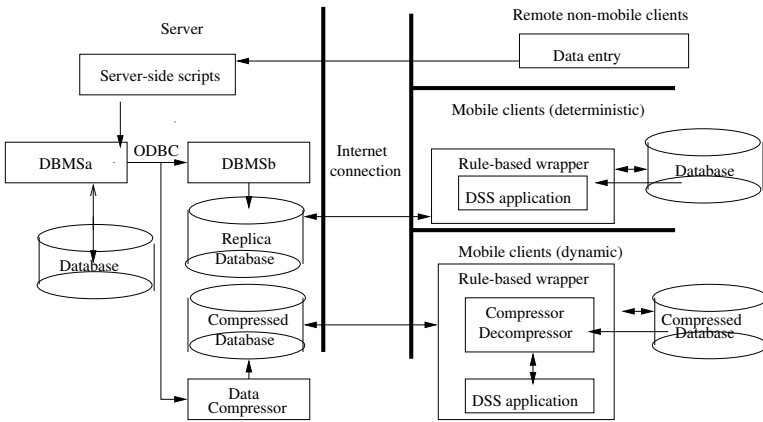 Server
Server-side scripts
DBMSa
ODBC
DBMSb
Database
Replica
Database
Compressed
Database
Data
Compressor
Internet
connection
Remote non-mobile clients
Data entry
Mobile clients (deterministic)
Rule-based wrapper
DSS application
Database
Mobile clients (dynamic)
Rule-based wrapper
Compressor
Decompressor
DSS application
Compressed
Database